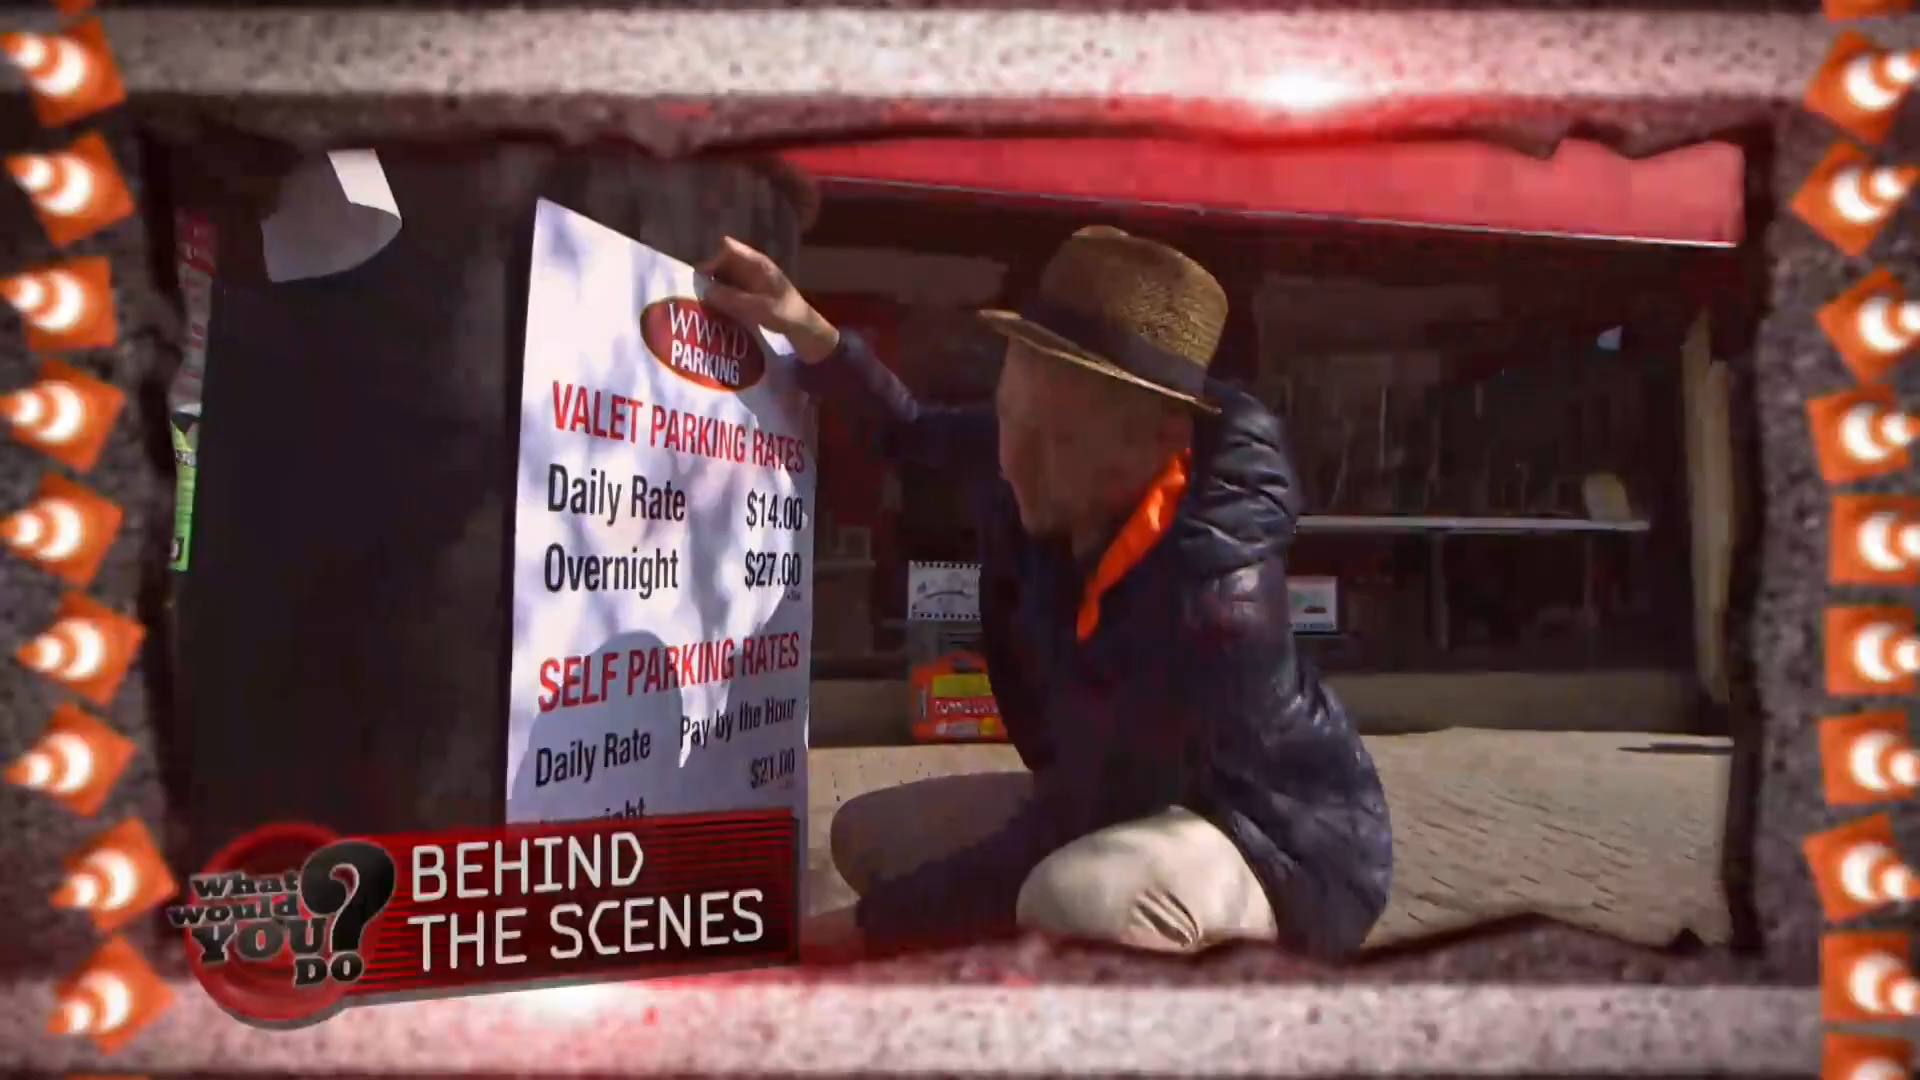 WWYD
PARKING
VALET PARKING RATES
Daily Rate $14.00
Overnight $27.00
SELF PARKING RATES
Pay by the Hour
Daily Rate $21.00
What
would
YOU
DO
?
BEHIND
THE SCENES